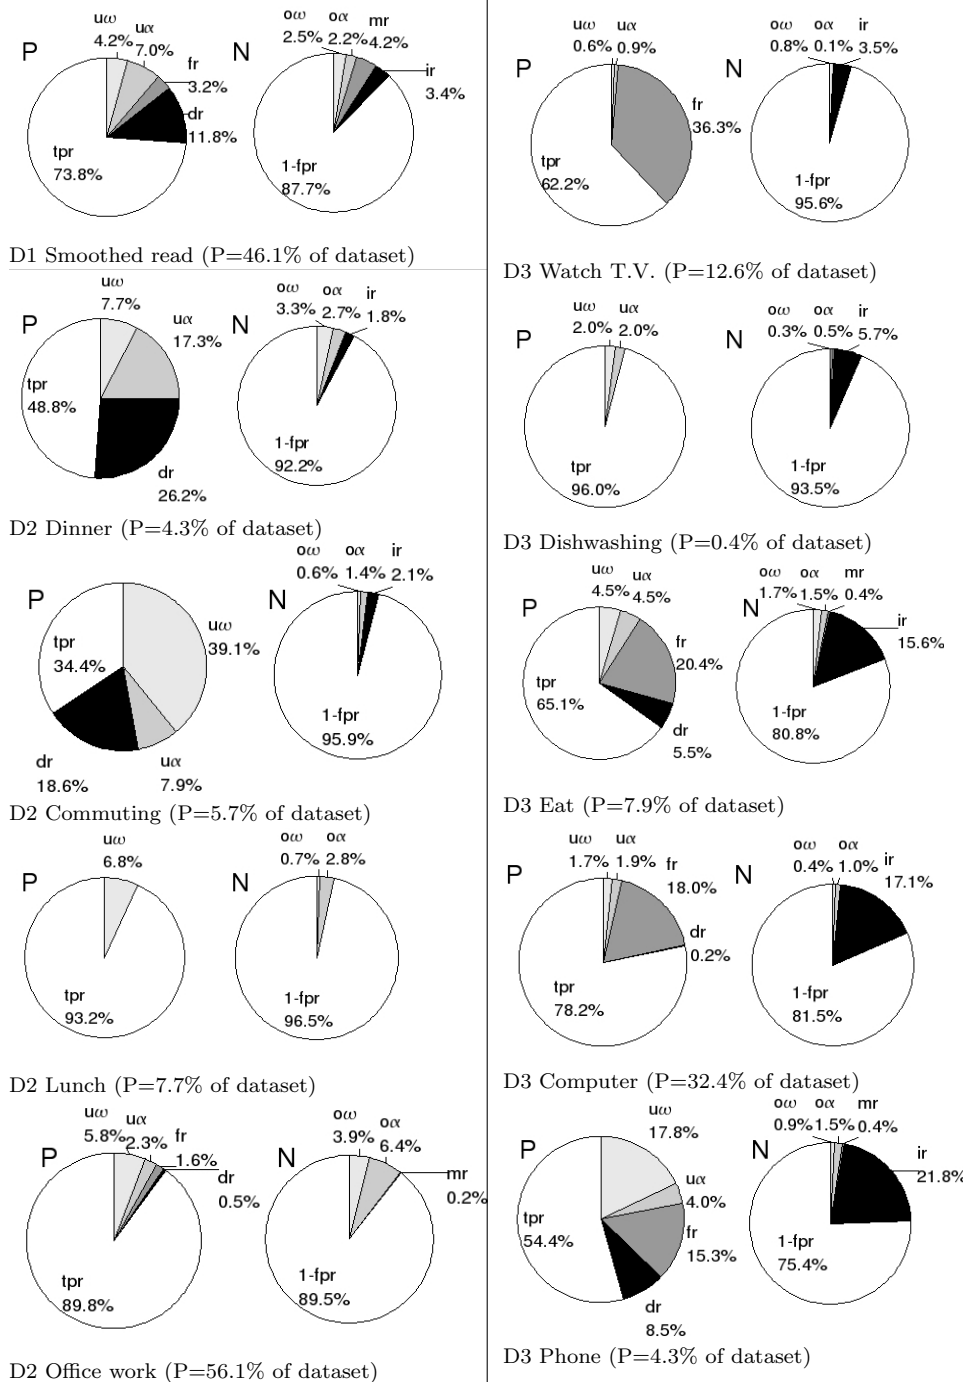 P
uω
4.2%
uα
7.0%
fr
3.2%
dr
11.8%
tpr
73.8%
N
oω
2.5%
oα
2.2%
mr
4.2%
ir
3.4%
1-fpr
87.7%
D1 Smoothed read (P=46.1% of dataset)
P
uω
7.7%
uα
17.3%
tpr
48.8%
dr
26.2%
N
oω
3.3%
oα
2.7%
ir
1.8%
1-fpr
92.2%
D2 Dinner (P=4.3% of dataset)
P
uω
39.1%
tpr
34.4%
dr
18.6%
uα
7.9%
N
oω
0.6%
oα
1.4%
ir
2.1%
1-fpr
95.9%
D2 Commuting (P=5.7% of dataset)
P
uω
6.8%
tpr
93.2%
N
oω
0.7%
oα
2.8%
1-fpr
96.5%
D2 Lunch (P=7.7% of dataset)
P
uω
5.8%
uα
2.3%
fr
1.6%
dr
0.5%
tpr
89.8%
N
oω
3.9%
oα
6.4%
mr
0.2%
1-fpr
89.5%
D2 Office work (P=56.1% of dataset)
P
uω
0.6%
uα
0.9%
fr
36.3%
tpr
62.2%
N
oω
0.8%
oα
0.1%
ir
3.5%
1-fpr
95.6%
D3 Watch T.V. (P=12.6% of dataset)
P
uω
2.0%
uα
2.0%
tpr
96.0%
N
oω
0.3%
oα
0.5%
ir
5.7%
1-fpr
93.5%
D3 Dishwashing (P=0.4% of dataset)
P
uω
4.5%
uα
4.5%
fr
20.4%
tpr
65.1%
dr
5.5%
N
oω
1.7%
oα
1.5%
mr
0.4%
ir
15.6%
1-fpr
80.8%
D3 Eat (P=7.9% of dataset)
P
uω
1.7%
uα
1.9%
fr
18.0%
dr
0.2%
tpr
78.2%
N
oω
0.4%
oα
1.0%
ir
17.1%
1-fpr
81.5%
D3 Computer (P=32.4% of dataset)
P
uω
17.8%
uα
4.0%
fr
15.3%
tpr
54.4%
dr
8.5%
N
oω
0.9%
oα
1.5%
mr
0.4%
ir
21.8%
1-fpr
75.4%
D3 Phone (P=4.3% of dataset)